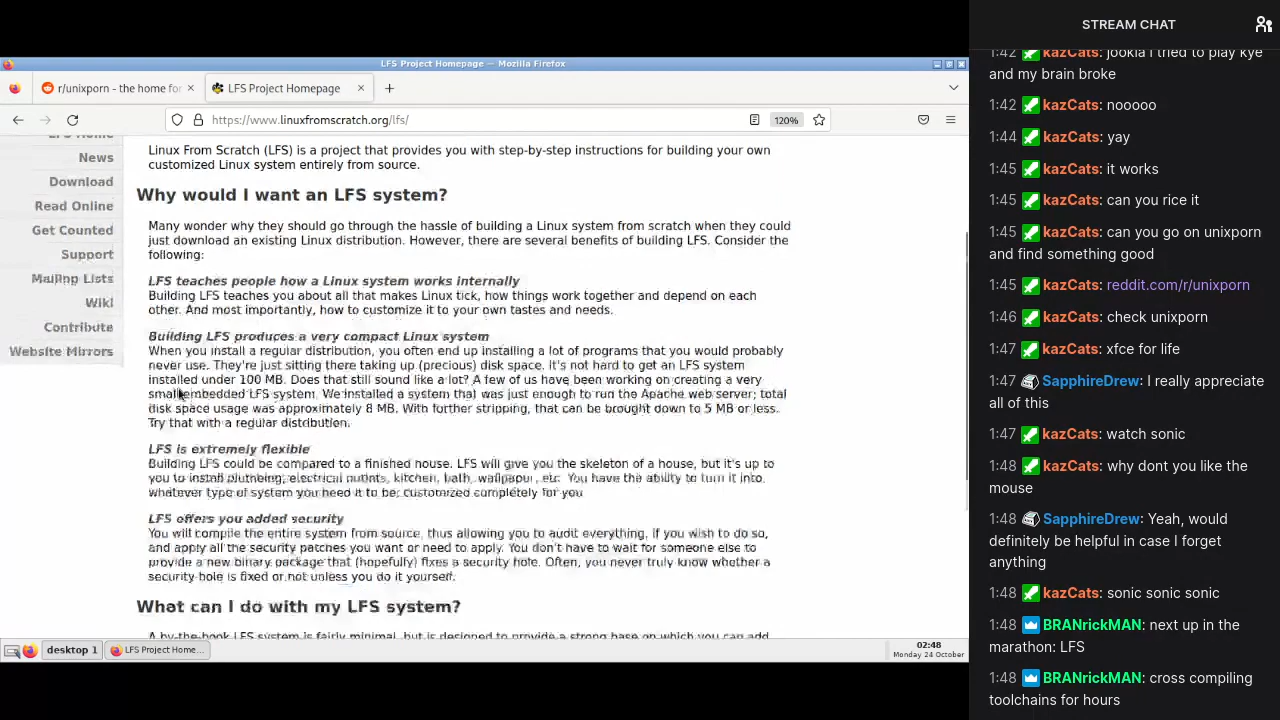 LFS Project Homepage — Mozilla Firefox
r/unixporn - the home for
LFS Project Homepage
https://www.linuxfromscratch.org/lfs/
120%
LFS Home
News
Download
Read Online
Get Counted
Support
Mailing Lists
Wiki
Contribute
Website Mirrors
Linux From Scratch (LFS) is a project that provides you with step-by-step instructions for building your own
customized Linux system entirely from source.
Why would I want an LFS system?
Many wonder why they should go through the hassle of building a Linux system from scratch when they could
just download an existing Linux distribution. However, there are several benefits of building LFS. Consider the
following:
LFS teaches people how a Linux system works internally
Building LFS teaches you about all that makes Linux tick, how things work together and depend on each
other. And most importantly, how to customize it to your own tastes and needs.
Building LFS produces a very compact Linux system
When you install a regular distribution, you often end up installing a lot of programs that you would probably
never use. They're just sitting there taking up (precious) disk space. It's not hard to get an LFS system
installed under 100 MB. Does that still sound like a lot? A few of us have been working on creating a very
small embedded LFS system. We installed a system that was just enough to run the Apache web server; total
disk space usage was approximately 8 MB. With further stripping, that can be brought down to 5 MB or less.
Try that with a regular distribution.
LFS is extremely flexible
Building LFS could be compared to a finished house. LFS will give you the skeleton of a house, but it's up to
you to install plumbing, electrical outlets, kitchen, bath, wallpaper, etc. You have the ability to turn it into
whatever type of system you need it to be, customized completely for you.
LFS offers you added security
You will compile the entire system from source, thus allowing you to audit everything, if you wish to do so,
and apply all the security patches you want or need to apply. You don't have to wait for someone else to
provide a new binary package that (hopefully) fixes a security hole. Often, you never truly know whether a
security hole is fixed or not unless you do it yourself.
What can I do with my LFS system?
A by-the-book LFS system is fairly minimal, but is designed to provide a strong base on which you can add
desktop 1
LFS Project Home...
02:48
Monday 24 October
STREAM CHAT
1:42 kazCats: jookia i tried to play kye
and my brain broke
1:42 kazCats: nooooo
1:44 kazCats: yay
1:45 kazCats: it works
1:45 kazCats: can you rice it
1:45 kazCats: can you go on unixporn
and find something good
1:45 kazCats: reddit.com/r/unixporn
1:46 kazCats: check unixporn
1:47 kazCats: xfce for life
1:47 SapphireDrew: I really appreciate
all of this
1:47 kazCats: watch sonic
1:48 kazCats: why dont you like the
mouse
1:48 SapphireDrew: Yeah, would
definitely be helpful in case I forget
anything
1:48 kazCats: sonic sonic sonic
1:48 BRANrickMAN: next up in the
marathon: LFS
1:48 BRANrickMAN: cross compiling
toolchains for hours